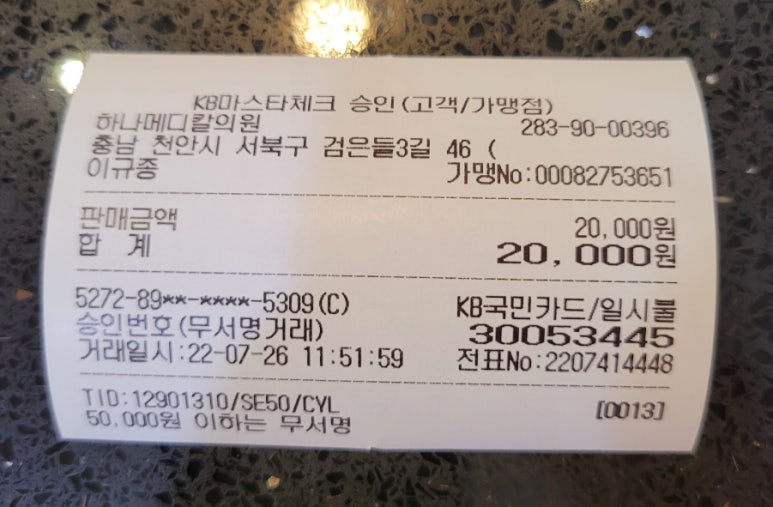 KB마스타체크 승인(고객/가맹점)
하나메디칼의원 283-90-00396
충남 천안시 서북구 검은들3길 46 (
이규종 가맹No:00082753651
판매금액 20,000원
합 계 20,000원
5272-89**-****-5309(C) KB국민카드/일시불
승인번호(무서명거래) 30053445
거래일시:22-07-26 11:51:59 전표No:2207414448
TID:12901310/SE50/CYL [0013]
50,000원 이하는 무서명